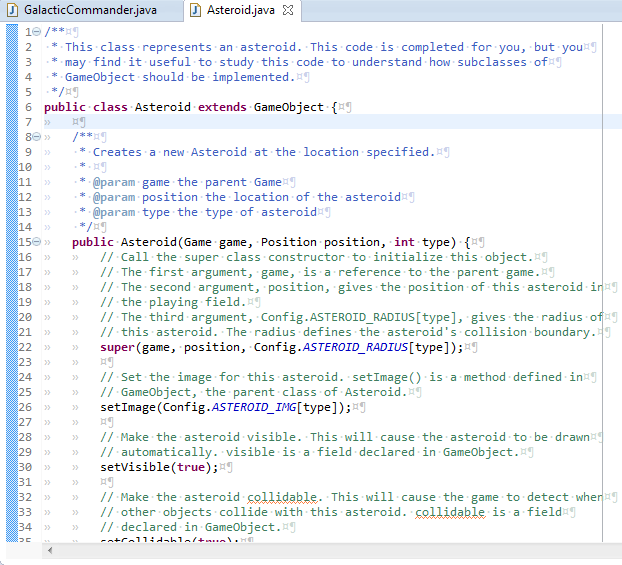 GalacticCommander.java Asteroid.java
1 /**¤¶
2 ·*·This·class·represents·an·asteroid.·This·code·is·completed·for·you,·but·you¤¶
3 ·*·may·find·it·useful·to·study·this·code·to·understand·how·subclasses·of¤¶
4 ·*·GameObject·should·be·implemented.¤¶
5 ·*/¤¶
6 public·class·Asteroid·extends·GameObject·{¤¶
7 » ¤¶
8 » /**¤¶
9 » ·*·Creates·a·new·Asteroid·at·the·location·specified.¤¶
10 » ·*·¤¶
11 » ·*·@param·game·the·parent·Game¤¶
12 » ·*·@param·position·the·location·of·the·asteroid¤¶
13 » ·*·@param·type·the·type·of·asteroid¤¶
14 » ·*/¤¶
15 » public·Asteroid(Game·game,·Position·position,·int·type)·{¤¶
16 » » //·Call·the·super·class·constructor·to·initialize·this·object.¤¶
17 » » //·The·first·argument,·game,·is·a·reference·to·the·parent·game.¤¶
18 » » //·The·second·argument,·position,·gives·the·position·of·this·asteroid·in¤¶
19 » » //·the·playing·field.¤¶
20 » » //·The·third·argument,·Config.ASTEROID_RADIUS[type],·gives·the·radius·of¤¶
21 » » //·this·asteroid.·The·radius·defines·the·asteroid's·collision·boundary.¤¶
22 » » super(game,·position,·Config.ASTEROID_RADIUS[type]);¤¶
23 » » ¤¶
24 » » //·Set·the·image·for·this·asteroid.·setImage()·is·a·method·defined·in¤¶
25 » » //·GameObject,·the·parent·class·of·Asteroid.¤¶
26 » » setImage(Config.ASTEROID_IMG[type]);¤¶
27 » » ¤¶
28 » » //·Make·the·asteroid·visible.·This·will·cause·the·asteroid·to·be·drawn¤¶
29 » » //·automatically.·visible·is·a·field·declared·in·GameObject.¤¶
30 » » setVisible(true);¤¶
31 » » ¤¶
32 » » //·Make·the·asteroid·collidable.·This·will·cause·the·game·to·detect·when¤¶
33 » » //·other·objects·collide·with·this·asteroid.·collidable·is·a·field¤¶
34 » » //·declared·in·GameObject.¤¶
35 » » setCollidable(true);¤¶